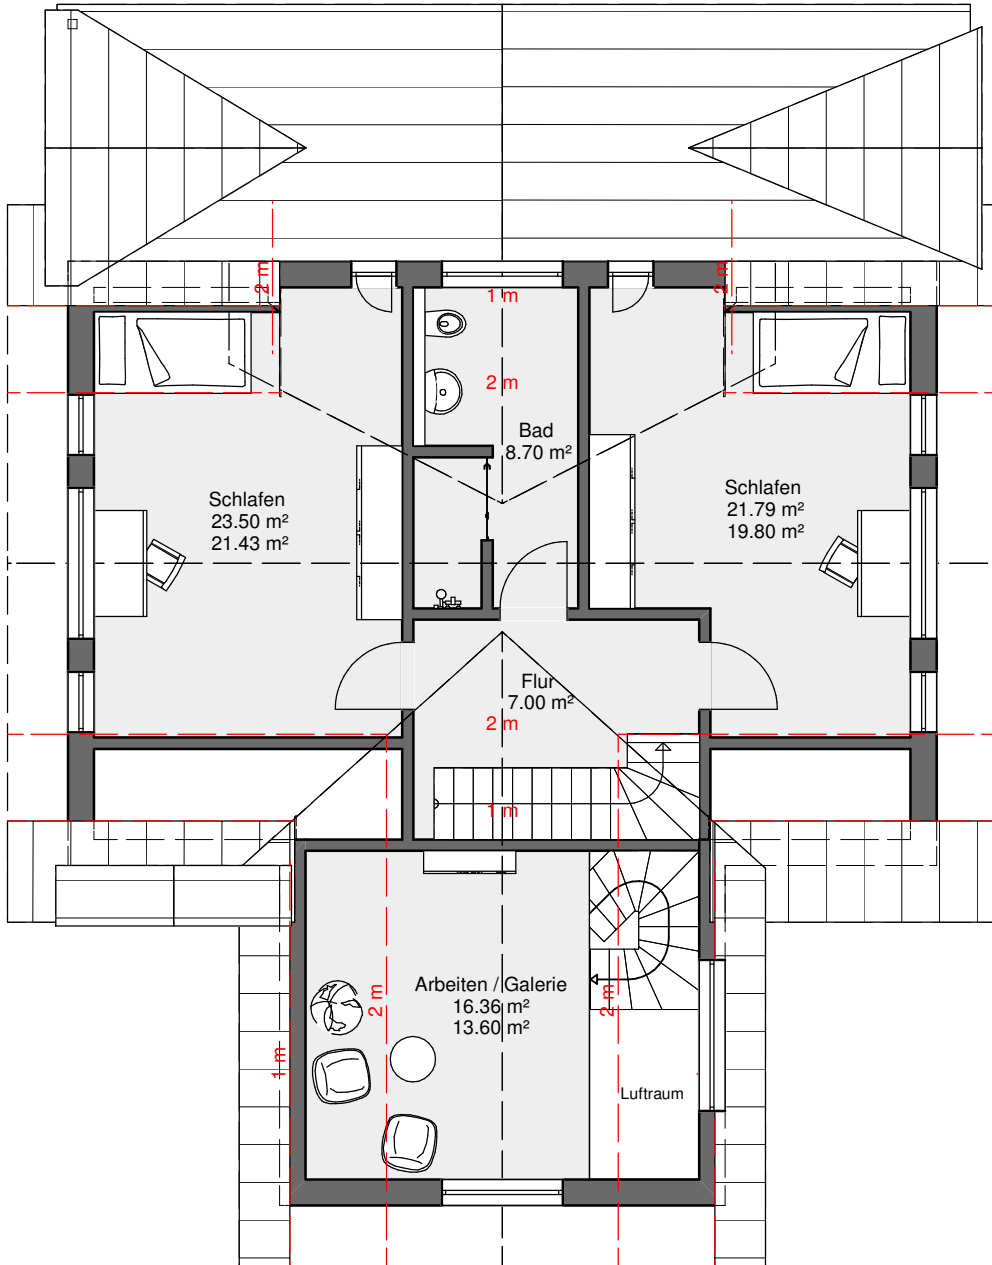 2 m
2 m
1 m
2 m
Bad
8.70 m²
Schlafen
23.50 m²
21.43 m²
Schlafen
21.79 m²
19.80 m²
Flur
7.00 m²
2 m
1 m
Arbeiten / Galerie
16.36 m²
13.60 m²
2 m
2 m
1 m
Luftraum